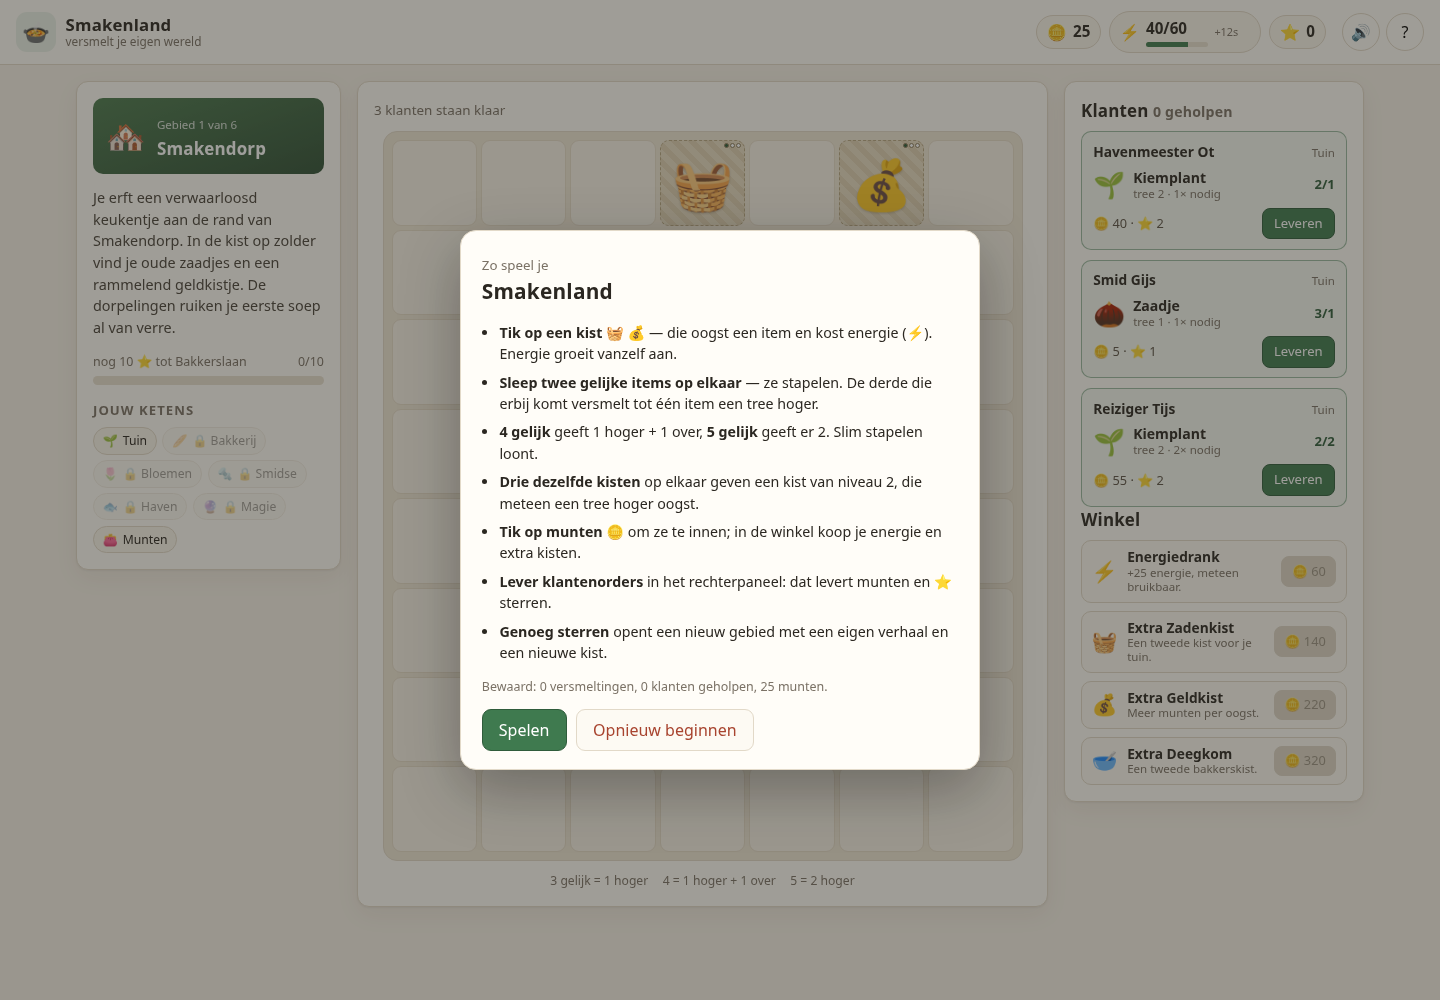 Smakenland
versmelt je eigen wereld
25
40/60
+12s
0
?
Gebied 1 van 6
Smakendorp
Je erft een verwaarloosd
keukentje aan de rand van
Smakendorp. In de kist op zolder
vind je oude zaadjes en een
rammelend geldkistje. De
dorpelingen ruiken je eerste soep
al van verre.
nog 10 ⭐ tot Bakkerslaan
0/10
JOUW KETENS
Tuin
Bakkerij
Bloemen
Smidse
Haven
Magie
Munten
3 klanten staan klaar
Zo speel je
Smakenland
• Tik op een kist 🧺 💰 — die oogst een item en kost energie (⚡).
Energie groeit vanzelf aan.
• Sleep twee gelijke items op elkaar — ze stapelen. De derde die
erbij komt versmelt tot één item een tree hoger.
• 4 gelijk geeft 1 hoger + 1 over, 5 gelijk geeft er 2. Slim stapelen
loont.
• Drie dezelfde kisten op elkaar geven een kist van niveau 2, die
meteen een tree hoger oogst.
• Tik op munten 🪙 om ze te innen; in de winkel koop je energie en
extra kisten.
• Lever klantenorders in het rechterpaneel: dat levert munten en ⭐
sterren.
• Genoeg sterren opent een nieuw gebied met een eigen verhaal en
een nieuwe kist.
Bewaard: 0 versmeltingen, 0 klanten geholpen, 25 munten.
Spelen
Opnieuw beginnen
3 gelijk = 1 hoger
4 = 1 hoger + 1 over
5 = 2 hoger
Klanten 0 geholpen
Havenmeester Ot
Tuin
Kiemplant
tree 2 · 1× nodig
2/1
🪙 40 · ⭐ 2
Leveren
Smid Gijs
Tuin
Zaadje
tree 1 · 1× nodig
3/1
🪙 5 · ⭐ 1
Leveren
Reiziger Tijs
Tuin
Kiemplant
tree 2 · 2× nodig
2/2
🪙 55 · ⭐ 2
Leveren
Winkel
Energiedrank
+25 energie, meteen
bruikbaar.
60
Extra Zadenkist
Een tweede kist voor je
tuin.
140
Extra Geldkist
Meer munten per oogst.
220
Extra Deegkom
Een tweede bakkerskist.
320